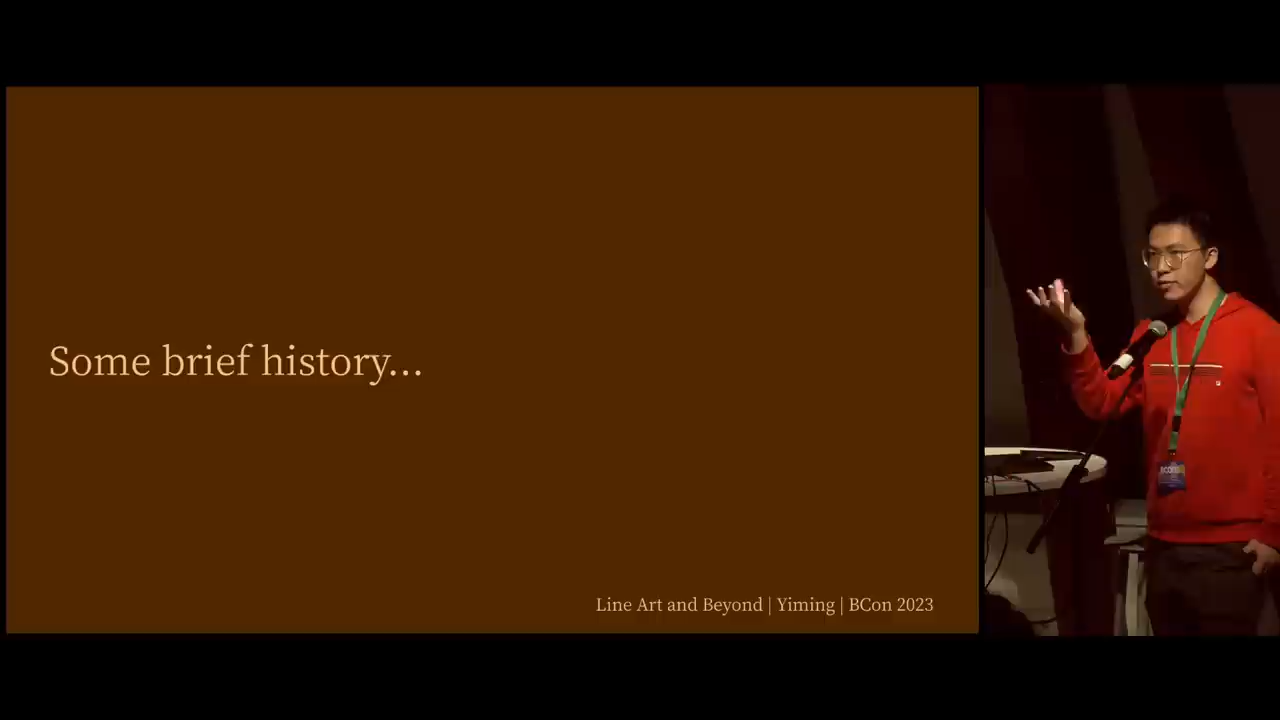 Some brief history...
Line Art and Beyond | Yiming | BCon 2023